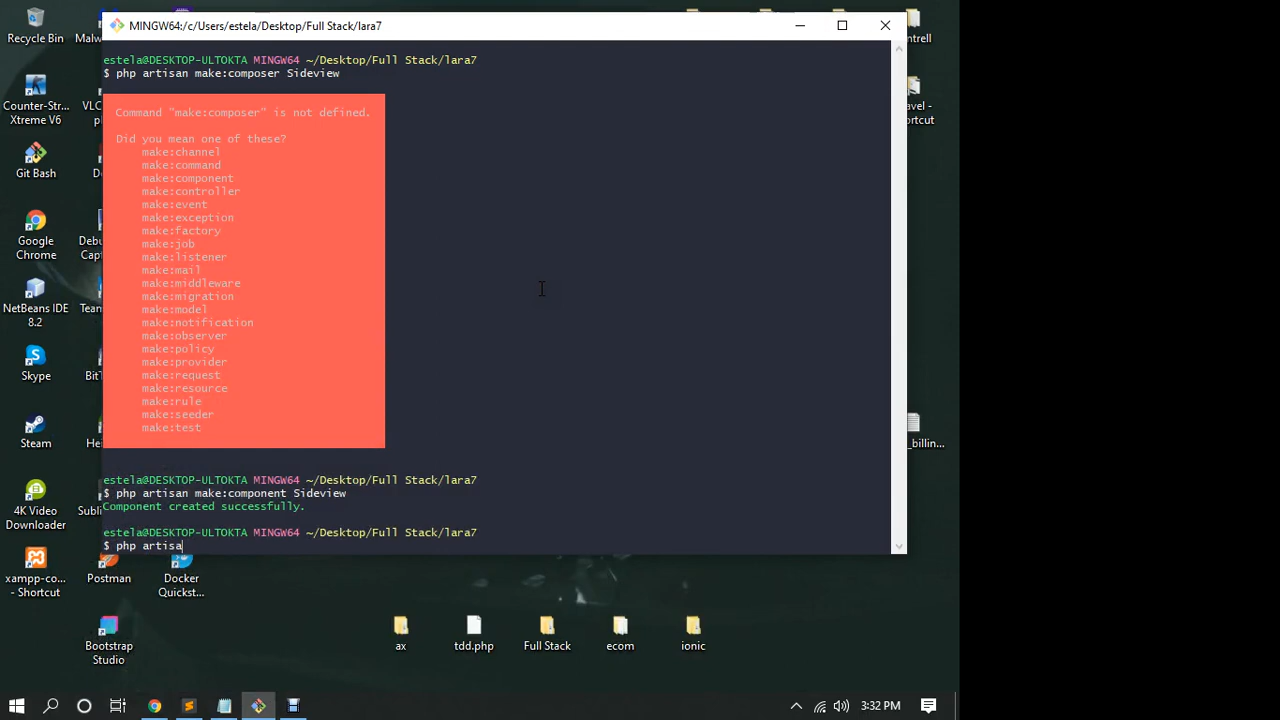 MINGW64:/c/Users/estela/Desktop/Full Stack/lara7
estela@DESKTOP-ULTOKTA MINGW64 ~/Desktop/Full Stack/lara7
$ php artisan make:composer Sideview
Command "make:composer" is not defined.
Did you mean one of these?
make:channel
make:command
make:component
make:controller
make:event
make:exception
make:factory
make:job
make:listener
make:mail
make:middleware
make:migration
make:model
make:notification
make:observer
make:policy
make:provider
make:request
make:resource
make:rule
make:seeder
make:test
estela@DESKTOP-ULTOKTA MINGW64 ~/Desktop/Full Stack/lara7
$ php artisan make:component Sideview
Component created successfully.
estela@DESKTOP-ULTOKTA MINGW64 ~/Desktop/Full Stack/lara7
$ php artisa
Recycle Bin
Counter-Str...
Xtreme V6
Git Bash
Google
Chrome
NetBeans IDE
8.2
Skype
Steam
4K Video
Downloader
xampp-co...
- Shortcut
Postman
Docker
Quickst...
Bootstrap
Studio
ax
tdd.php
Full Stack
ecom
ionic
_billin...
3:32 PM